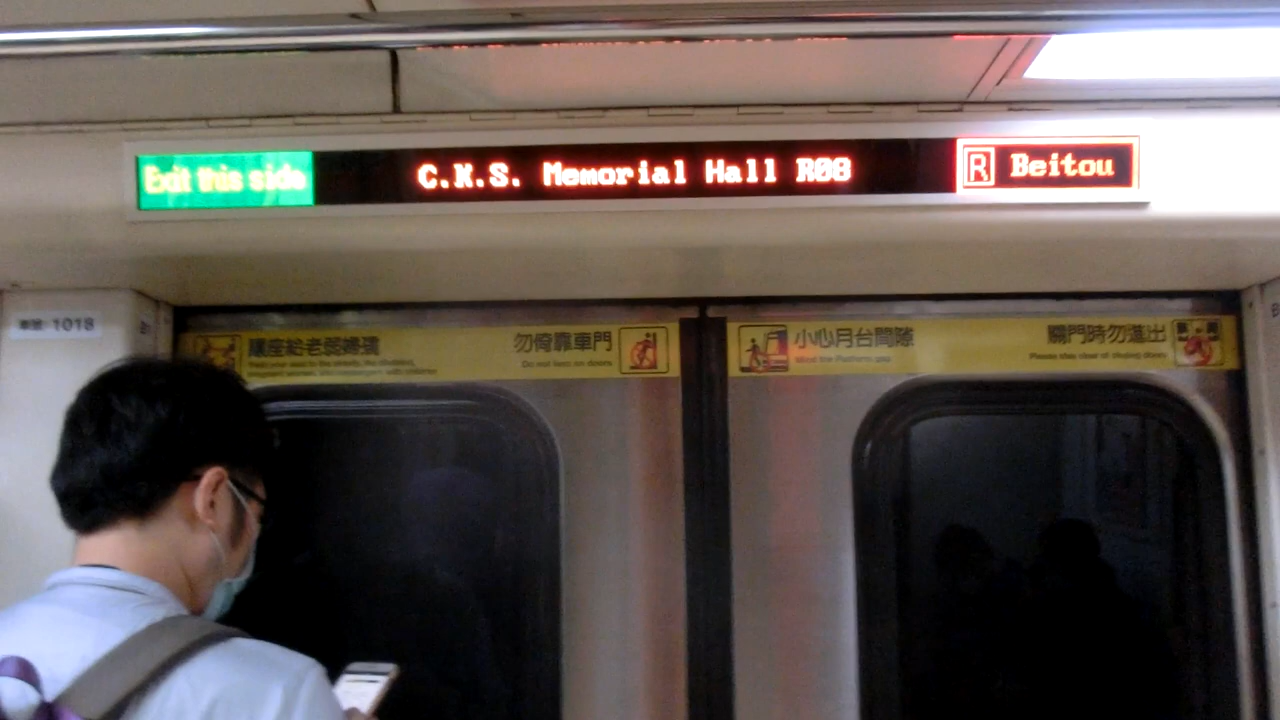 Exit this side
C.K.S. Memorial Hall R08
R Beitou
車號: 1018
讓座給老弱婦孺
勿倚靠車門
Do not lean on doors
小心月台間隙
Mind the Platform gap
關門時勿進出
Please stay clear of closing doors